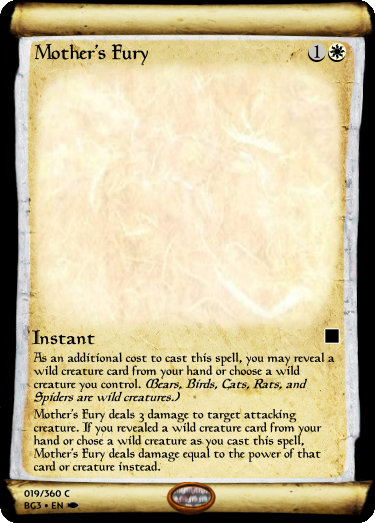 Mother's Fury 1
Instant
As an additional cost to cast this spell, you may reveal a
wild creature card from your hand or choose a wild
creature you control. (Bears, Birds, Cats, Rats, and
Spiders are wild creatures.)
Mother's Fury deals 3 damage to target attacking
creature. If you revealed a wild creature card from your
hand or chose a wild creature as you cast this spell,
Mother's Fury deals damage equal to the power of that
card or creature instead.
019/360 C
BG3 • EN